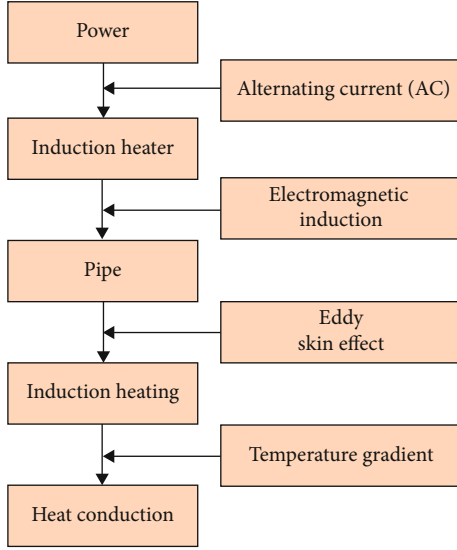 Power
Alternating current (AC)
Induction heater
Electromagnetic
induction
Pipe
Eddy
skin effect
Induction heating
Temperature gradient
Heat conduction